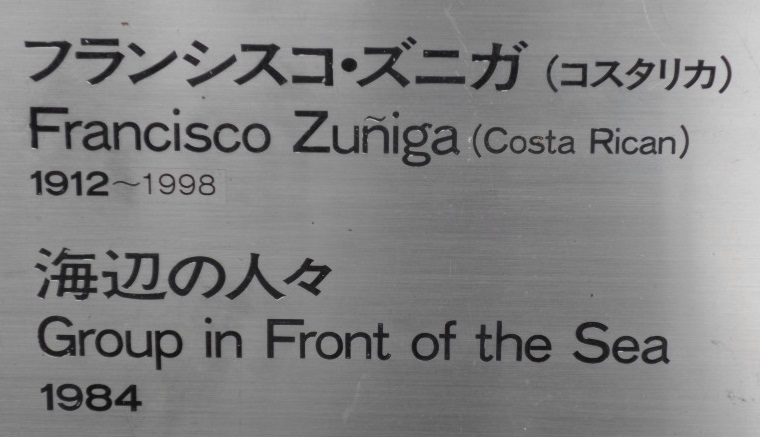 フランシスコ・ズニガ（コスタリカ）
Francisco Zuñiga (Costa Rican)
1912～1998
海辺の人々
Group in Front of the Sea
1984